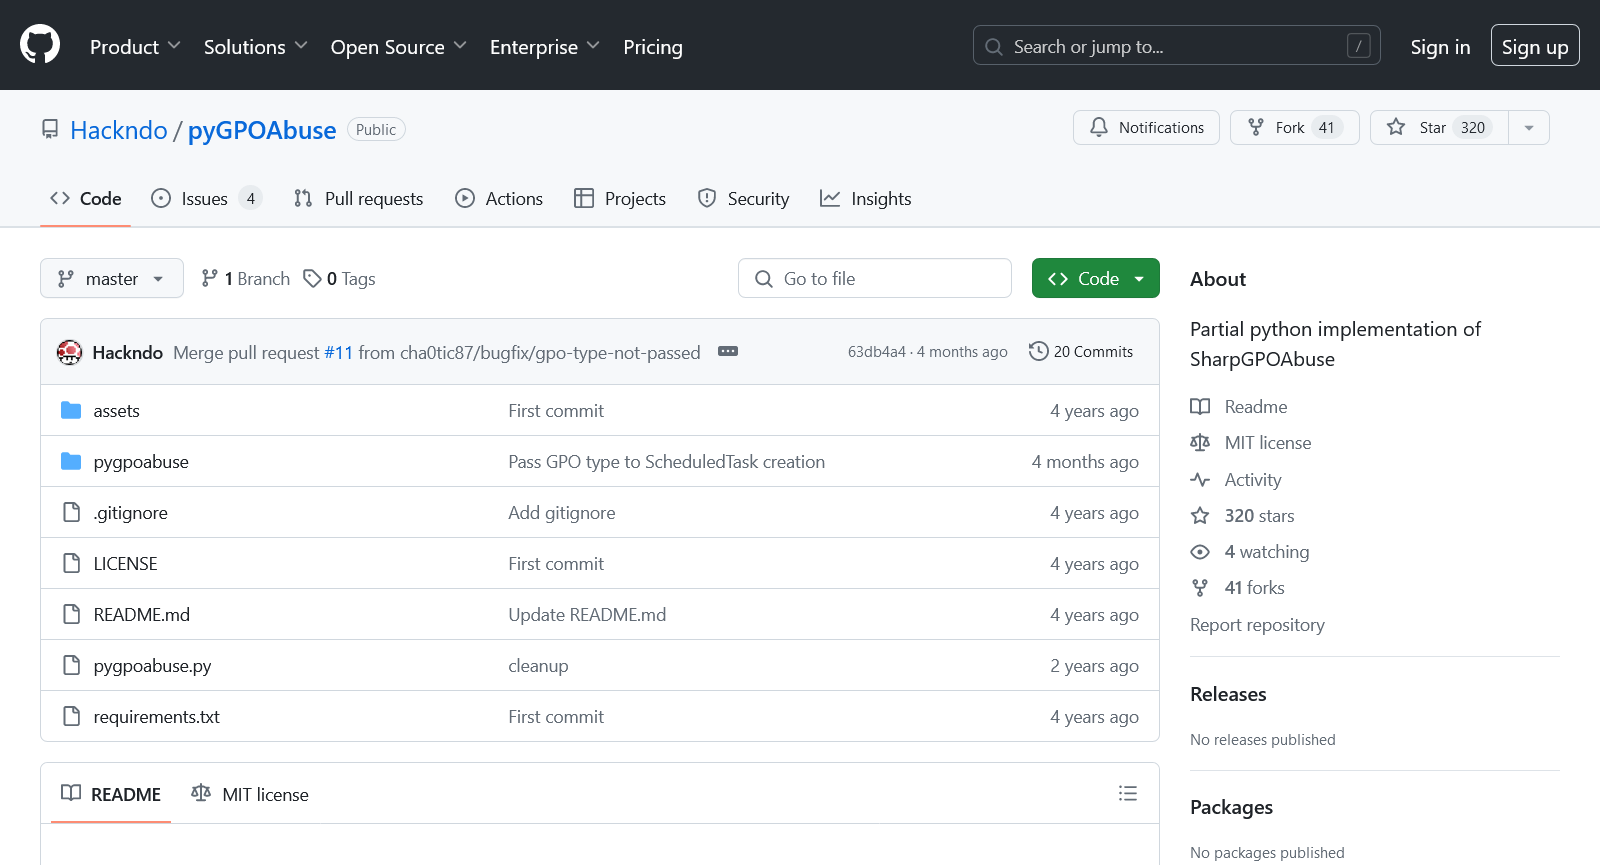 Product Solutions Open Source Enterprise Pricing Search or jump to... / Sign in Sign up
Hackndo / pyGPOAbuse Public Notifications Fork 41 Star 320
Code Issues 4 Pull requests Actions Projects Security Insights
master 1 Branch 0 Tags Go to file Code
Hackndo Merge pull request #11 from cha0tic87/bugfix/gpo-type-not-passed 63db4a4 · 4 months ago 20 Commits
assets First commit 4 years ago
pygpoabuse Pass GPO type to ScheduledTask creation 4 months ago
.gitignore Add gitignore 4 years ago
LICENSE First commit 4 years ago
README.md Update README.md 4 years ago
pygpoabuse.py cleanup 2 years ago
requirements.txt First commit 4 years ago
README MIT license
About
Partial python implementation of
SharpGPOAbuse
Readme
MIT license
Activity
320 stars
4 watching
41 forks
Report repository
Releases
No releases published
Packages
No packages published